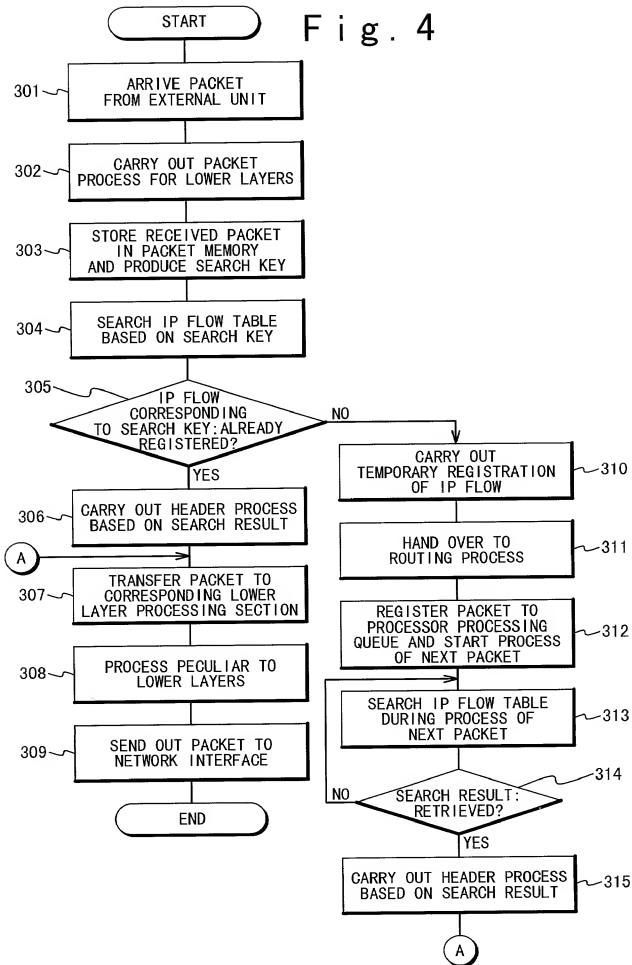 Fig. 4
START
301
ARRIVE PACKET
FROM EXTERNAL UNIT
302
CARRY OUT PACKET
PROCESS FOR LOWER LAYERS
303
STORE RECEIVED PACKET
IN PACKET MEMORY
AND PRODUCE SEARCH KEY
304
SEARCH IP FLOW TABLE
BASED ON SEARCH KEY
305
IP FLOW
CORRESPONDING
TO SEARCH KEY:ALREADY
REGISTERED?
NO
YES
306
CARRY OUT HEADER PROCESS
BASED ON SEARCH RESULT
A
307
TRANSFER PACKET TO
CORRESPONDING LOWER
LAYER PROCESSING SECTION
308
PROCESS PECULIAR TO
LOWER LAYERS
309
SEND OUT PACKET TO
NETWORK INTERFACE
END
CARRY OUT
TEMPORARY REGISTRATION
OF IP FLOW
310
HAND OVER TO
ROUTING PROCESS
311
REGISTER PACKET TO
PROCESSOR PROCESSING
QUEUE AND START PROCESS
OF NEXT PACKET
312
SEARCH IP FLOW TABLE
DURING PROCESS OF
NEXT PACKET
313
314
NO
SEARCH RESULT:
RETRIEVED?
YES
CARRY OUT HEADER PROCESS
BASED ON SEARCH RESULT
315
A